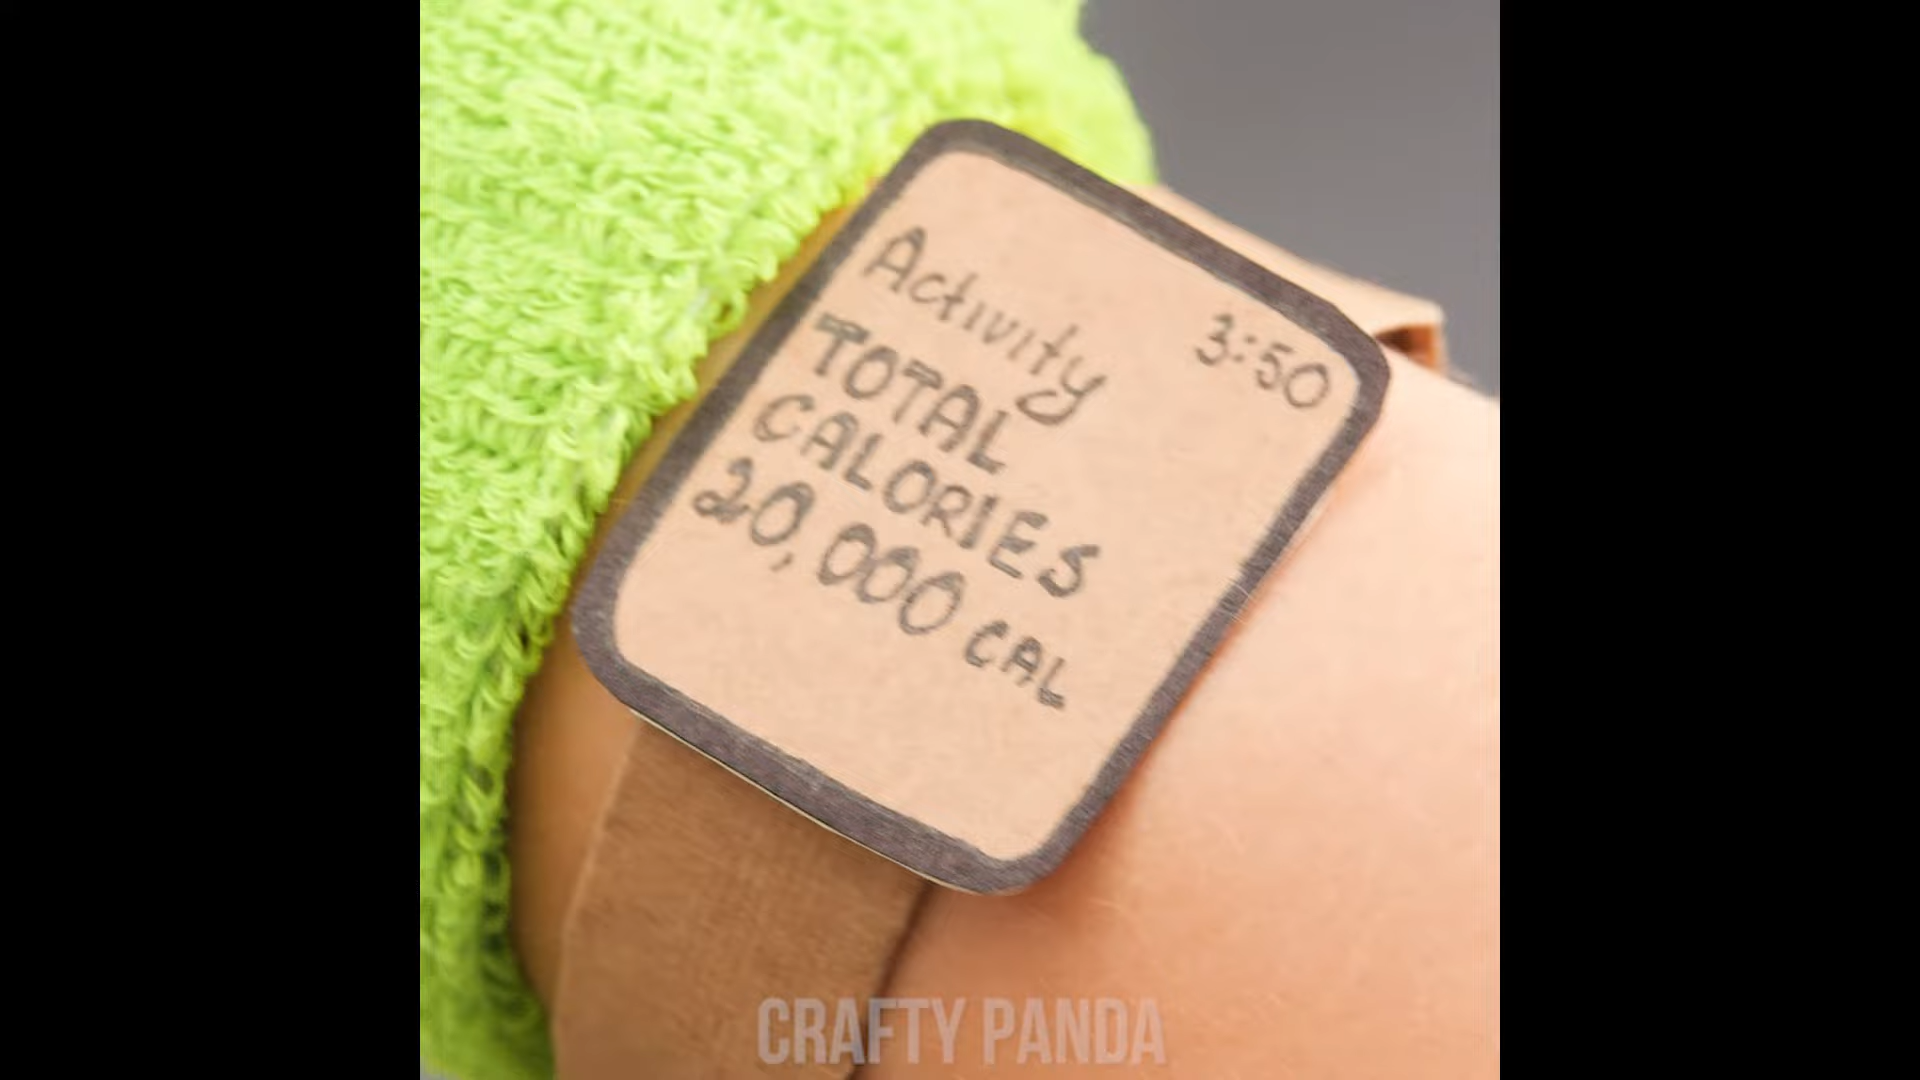 Activity
3:50
TOTAL
CALORIES
20,000 CAL
CRAFTY PANDA